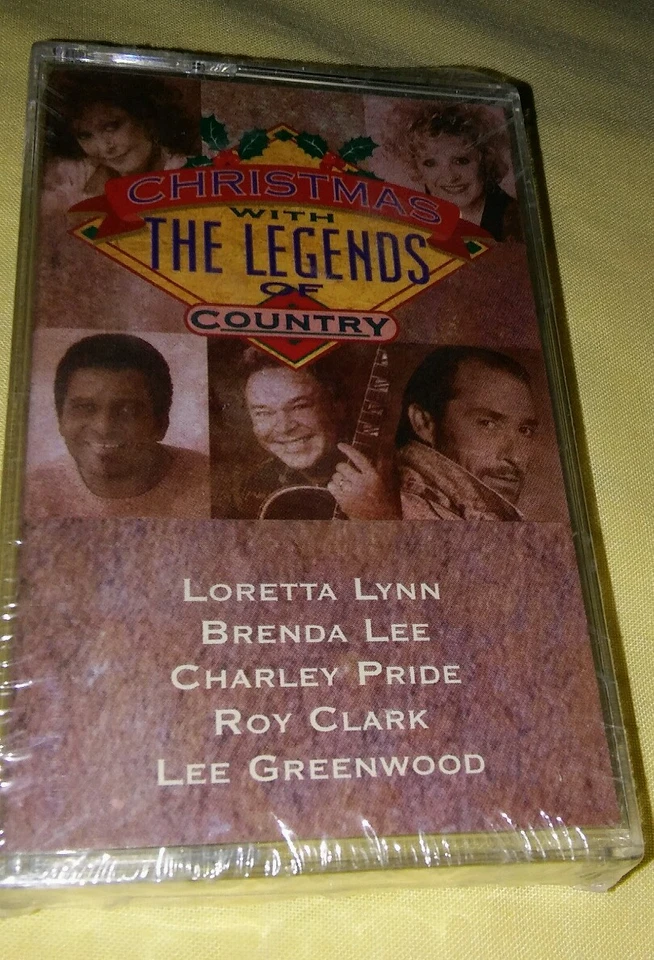 CHRISTMAS
WITH
THE LEGENDS
OF
COUNTRY
LORETTA LYNN
BRENDA LEE
CHARLEY PRIDE
ROY CLARK
LEE GREENWOOD